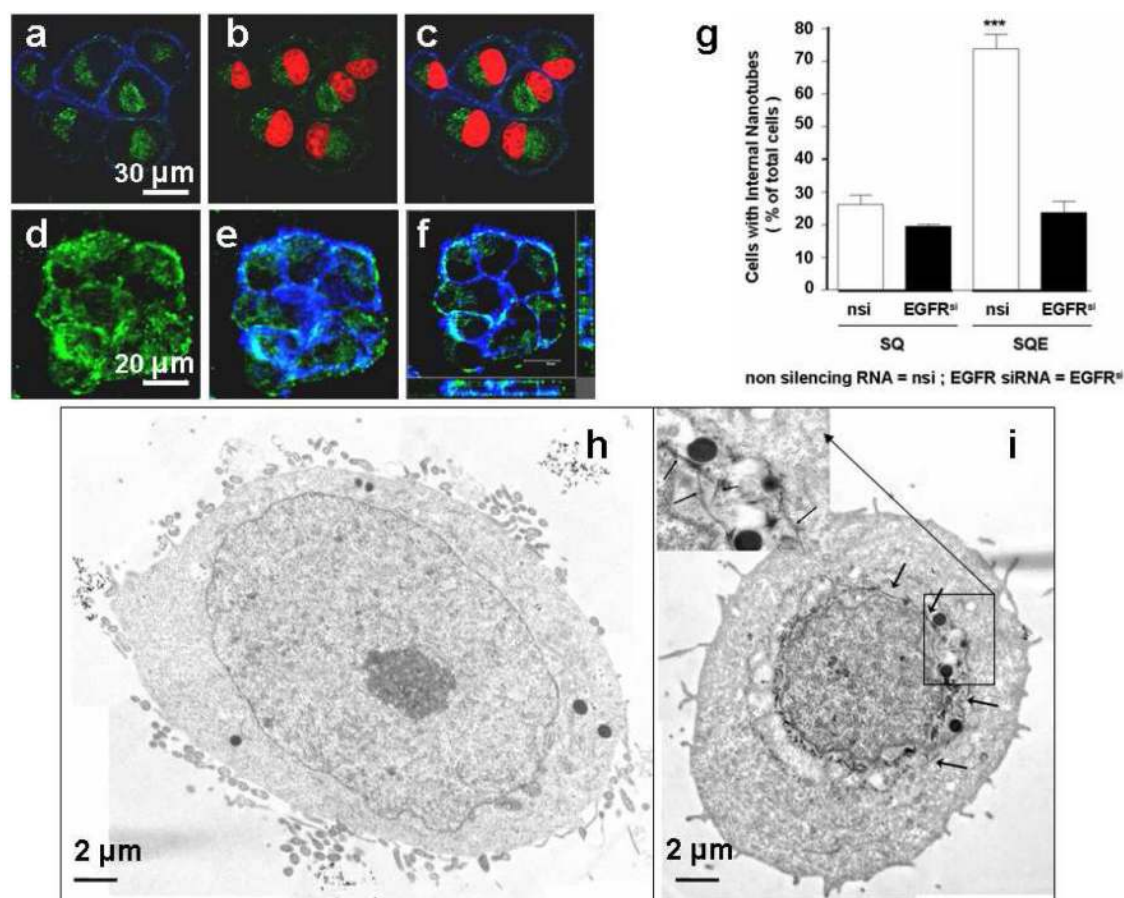 a
b
c
30 µm
d
e
f
20 µm
g
Cells with Internal Nanotubes
( % of total cells)
80
70
60
50
40
30
20
10
0
***
nsi
EGFRsi
nsi
EGFRsi
SQ
SQE
non silencing RNA = nsi ; EGFR siRNA = EGFRsi
h
2 µm
i
2 µm